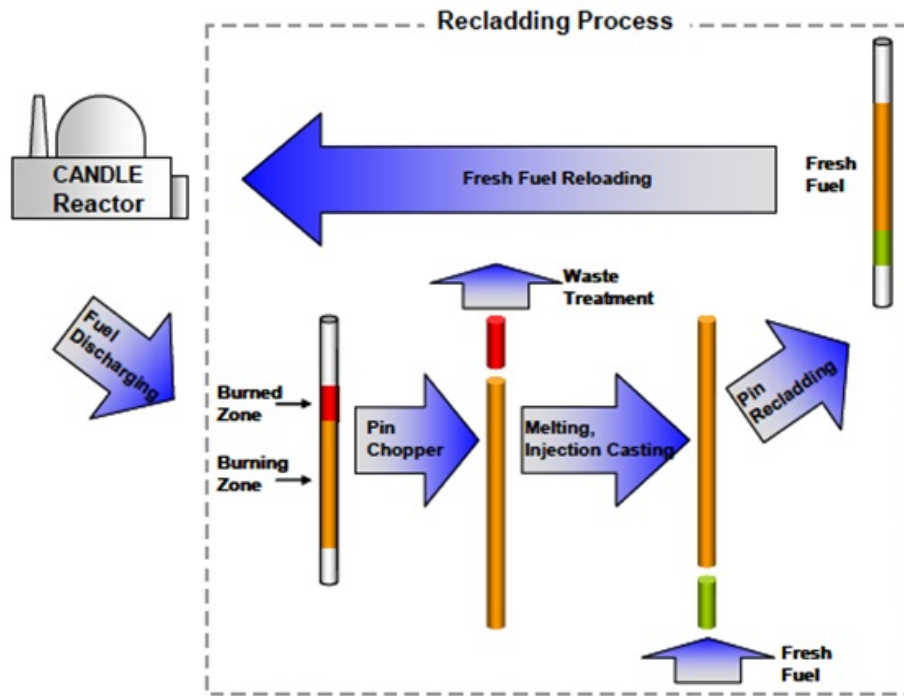 Recladding Process
CANDLE
Reactor
Fresh Fuel Reloading
Fresh
Fuel
Fuel
Discharging
Waste
Treatment
Burned
Zone
Burning
Zone
Pin
Chopper
Melting,
Injection Casting
Pin
Recladding
Fresh
Fuel